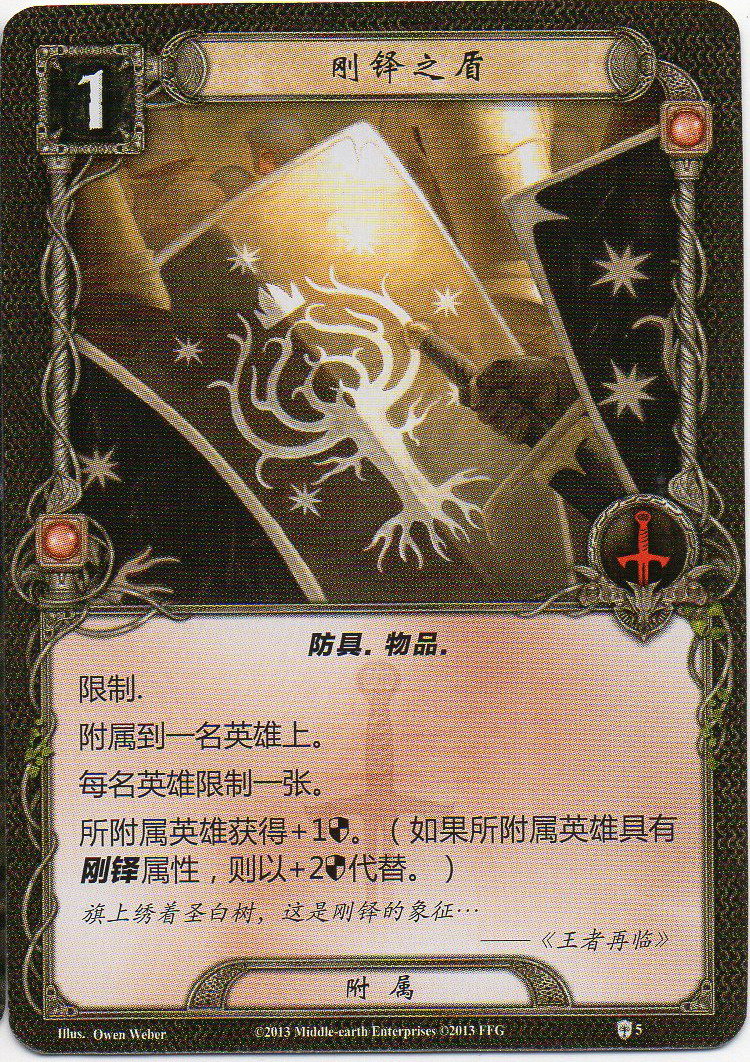 1
刚铎之盾
防具. 物品.
限制.
附属到一名英雄上。
每名英雄限制一张。
所附属英雄获得+1。（如果所附属英雄具有
刚铎属性，则以+2代替。）
旗上绣着圣白树，这是刚铎的象征…
——《王者再临》
附 属
Illus. Owen Weber ©2013 Middle-earth Enterprises ©2013 FFG 5